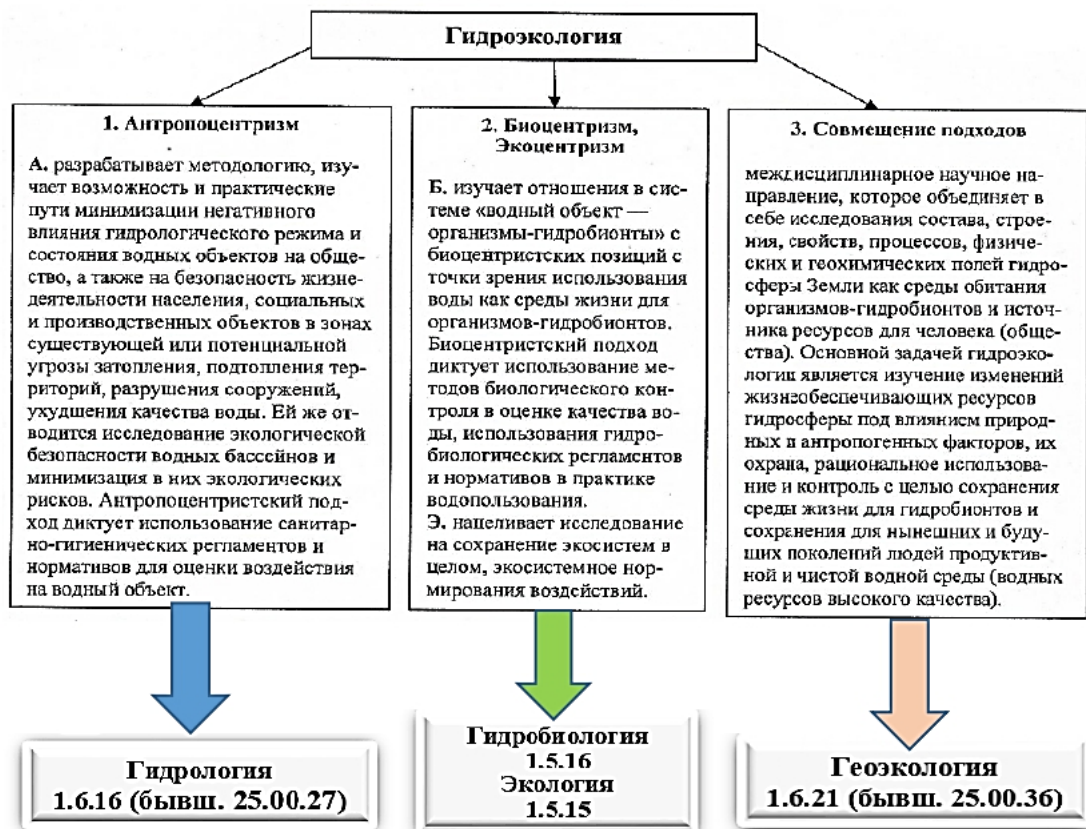 Гидроэкология
1. Антропоцентризм
А. разрабатывает методологию, изу-
чает возможность и практические
пути минимизации негативного
влияния гидрологического режима и
состояния водных объектов на обще-
ство, а также на безопасность жизне-
деятельности населения, социальных
и производственных объектов в зонах
существующей или потенциальной
угрозы затопления, подтопления тер-
риторий, разрушения сооружений,
ухудшения качества воды. Ей же от-
водится исследование экологической
безопасности водных бассейнов и
минимизация в них экологических
рисков. Антропоцентристский под-
ход диктует использование санитар-
но-гигиенических регламентов и
нормативов для оценки воздействия
на водный объект.
2. Биоцентризм,
Экоцентризм
Б. изучает отношения в сис-
теме «водный объект —
организмы-гидробионты» с
биоцентристских позиций с
точки зрения использования
воды как среды жизни для
организмов-гидробионтов.
Биоцентристский подход
диктует использование ме-
тодов биологического кон-
троля в оценке качества во-
ды, использования гидро-
биологических регламентов
и нормативов в практике
водопользования.
Э. нацеливает исследование
на сохранение экосистем в
целом, экосистемное нор-
мирования воздействий.
3. Совмещение подходов
междисциплинарное научное на-
правление, которое объединяет в
себе исследования состава, строе-
ния, свойств, процессов, физиче-
ских и геохимических полей гидро-
сферы Земли как среды обитания
организмов-гидробионтов и источ-
ника ресурсов для человека (обще-
ства). Основной задачей гидроэко-
логии является изучение изменений
жизнеобеспечивающих ресурсов
гидросферы под влиянием природ-
ных и антропогенных факторов, их
охрана, рациональное использова-
ние и контроль с целью сохранения
среды жизни для гидробионтов и
сохранения для нынешних и буду-
щих поколений людей продуктив-
ной и чистой водной среды (водных
ресурсов высокого качества).
Гидрология
1.6.16 (бывш. 25.00.27)
Гидробиология
1.5.16
Экология
1.5.15
Геоэкология
1.6.21 (бывш. 25.00.36)